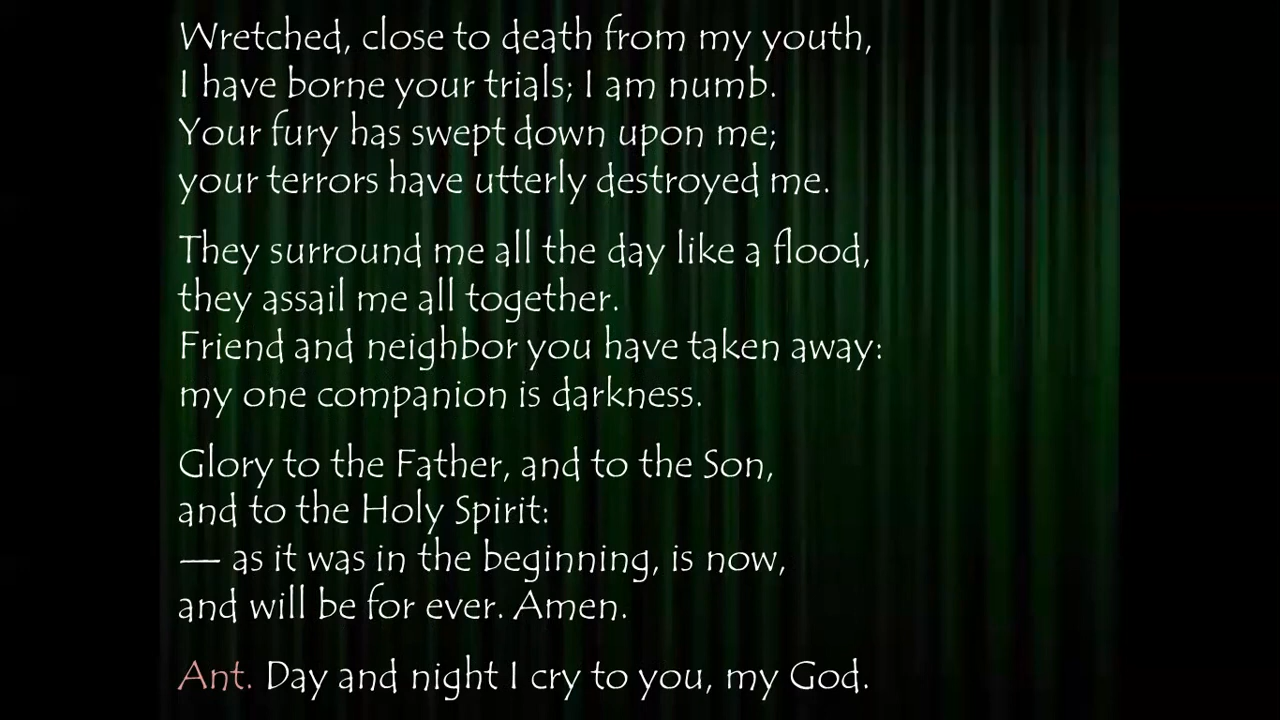 Wretched, close to death from my youth,
I have borne your trials; I am numb.
Your fury has swept down upon me;
your terrors have utterly destroyed me.
They surround me all the day like a flood,
they assail me all together.
Friend and neighbor you have taken away:
my one companion is darkness.
Glory to the Father, and to the Son,
and to the Holy Spirit:
— as it was in the beginning, is now,
and will be for ever. Amen.
Ant. Day and night I cry to you, my God.